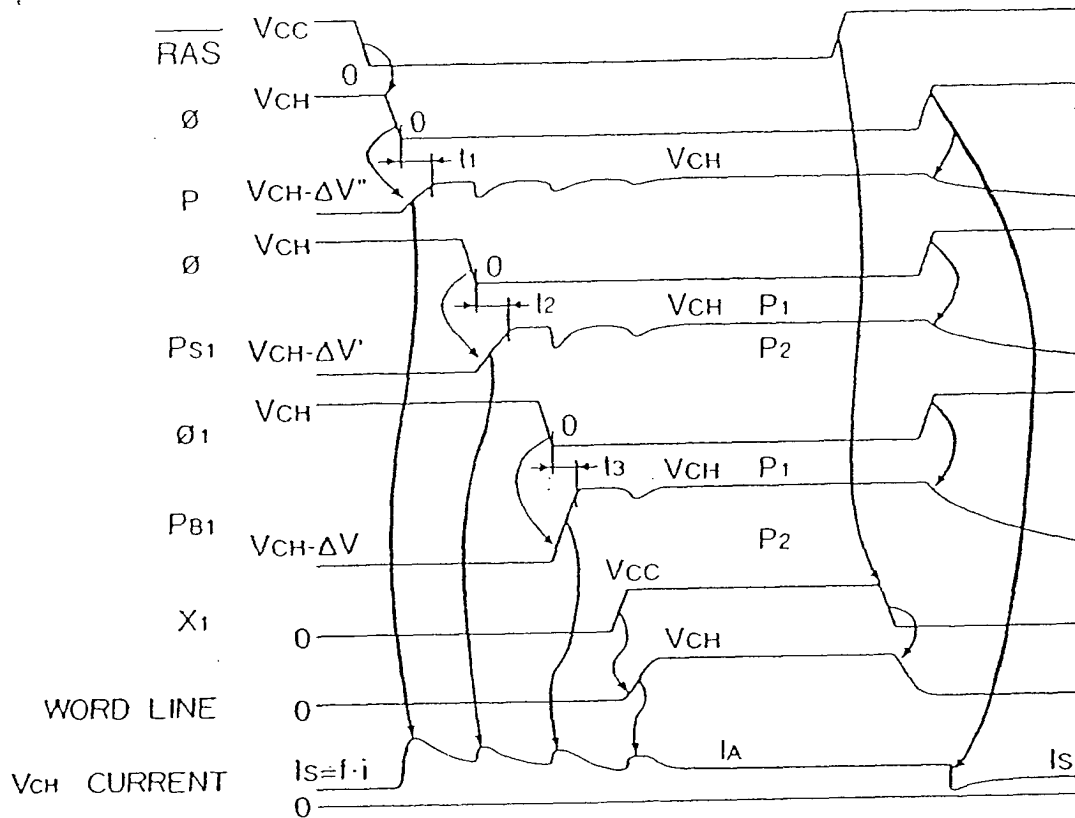 RAS VCC
0
VCH
Ø 0
t1 VCH
P VCH-ΔV"
VCH
Ø 0
t2 VCH P1
PS1 VCH-ΔV' P2
VCH
Ø1 0
t3 VCH P1
PB1 P2
VCH-ΔV
VCC
X1 0
VCH
WORD LINE 0
IA
VCH CURRENT IS=f·i IS
0